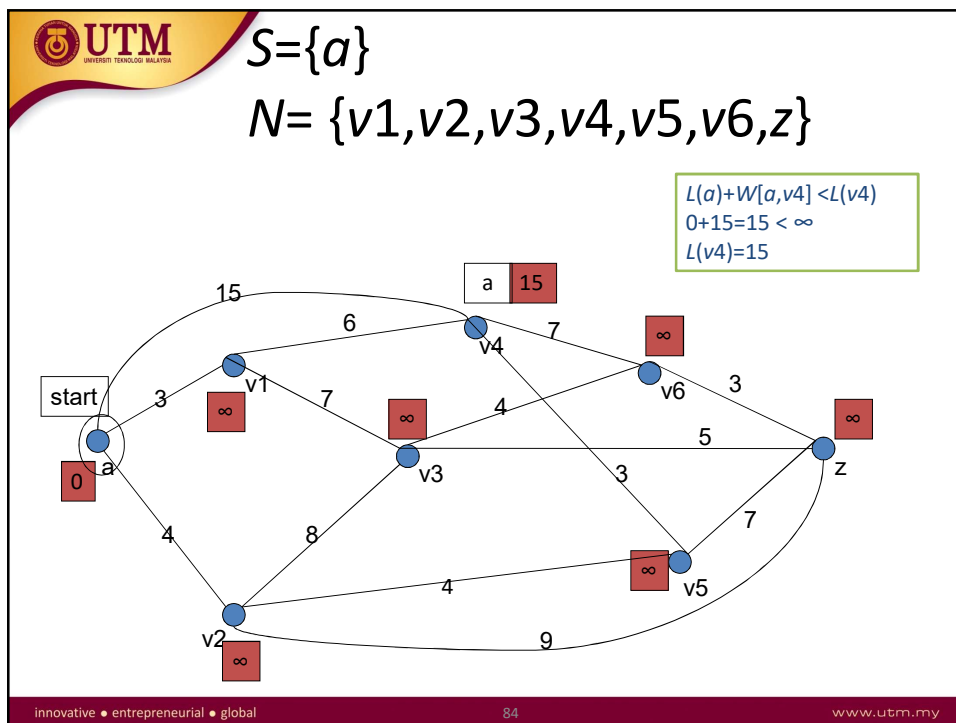 UTM
UNIVERSITI TEKNOLOGI MALAYSIA
S={a}
N= {v1,v2,v3,v4,v5,v6,z}
L(a)+W[a,v4] <L(v4)
0+15=15 < ∞
L(v4)=15
a 15
15
6
7
v4
∞
v1
v6
start
3
7
∞
4
3
∞
∞
5
a
v3
z
0
3
4
8
7
∞
4
v5
v2
9
∞
innovative ● entrepreneurial ● global
84
www.utm.my